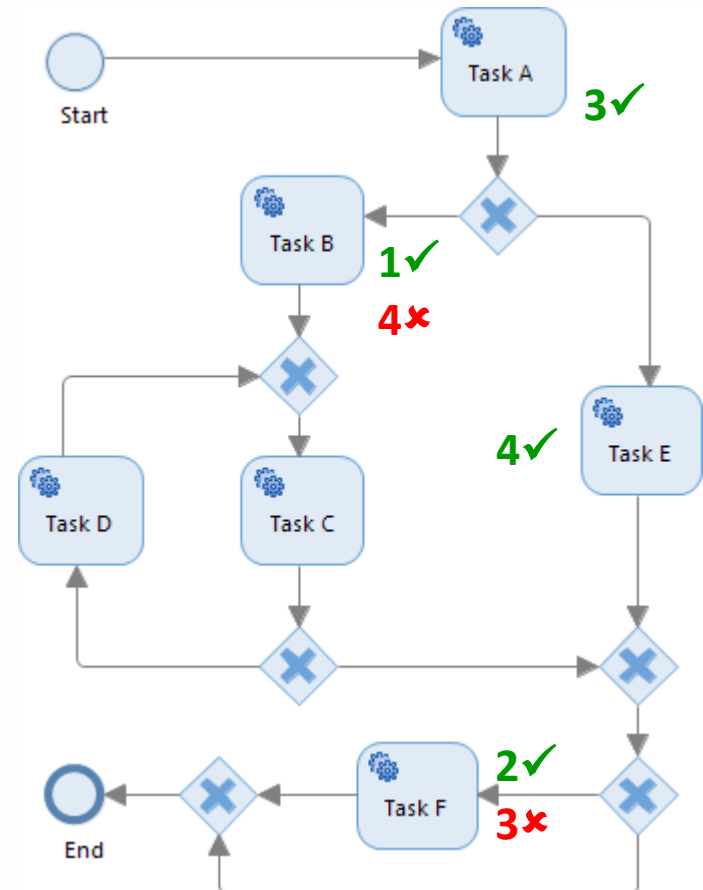 Start
Task A
3✓
Task B
1✓
4✘
Task E
4✓
Task D
Task C
Task F
2✓
3✘
End